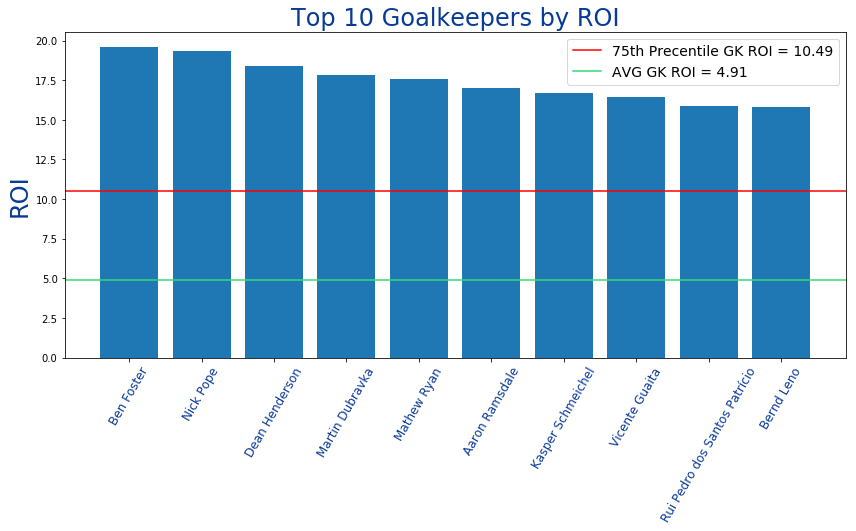 Top 10 Goalkeepers by ROI
75th Precentile GK ROI = 10.49
AVG GK ROI = 4.91
ROI
20.0
17.5
15.0
12.5
10.0
7.5
5.0
2.5
0.0
Ben Foster
Nick Pope
Dean Henderson
Martin Dubravka
Mathew Ryan
Aaron Ramsdale
Kasper Schmeichel
Vicente Guaita
Rui Pedro dos Santos Patrício
Bernd Leno